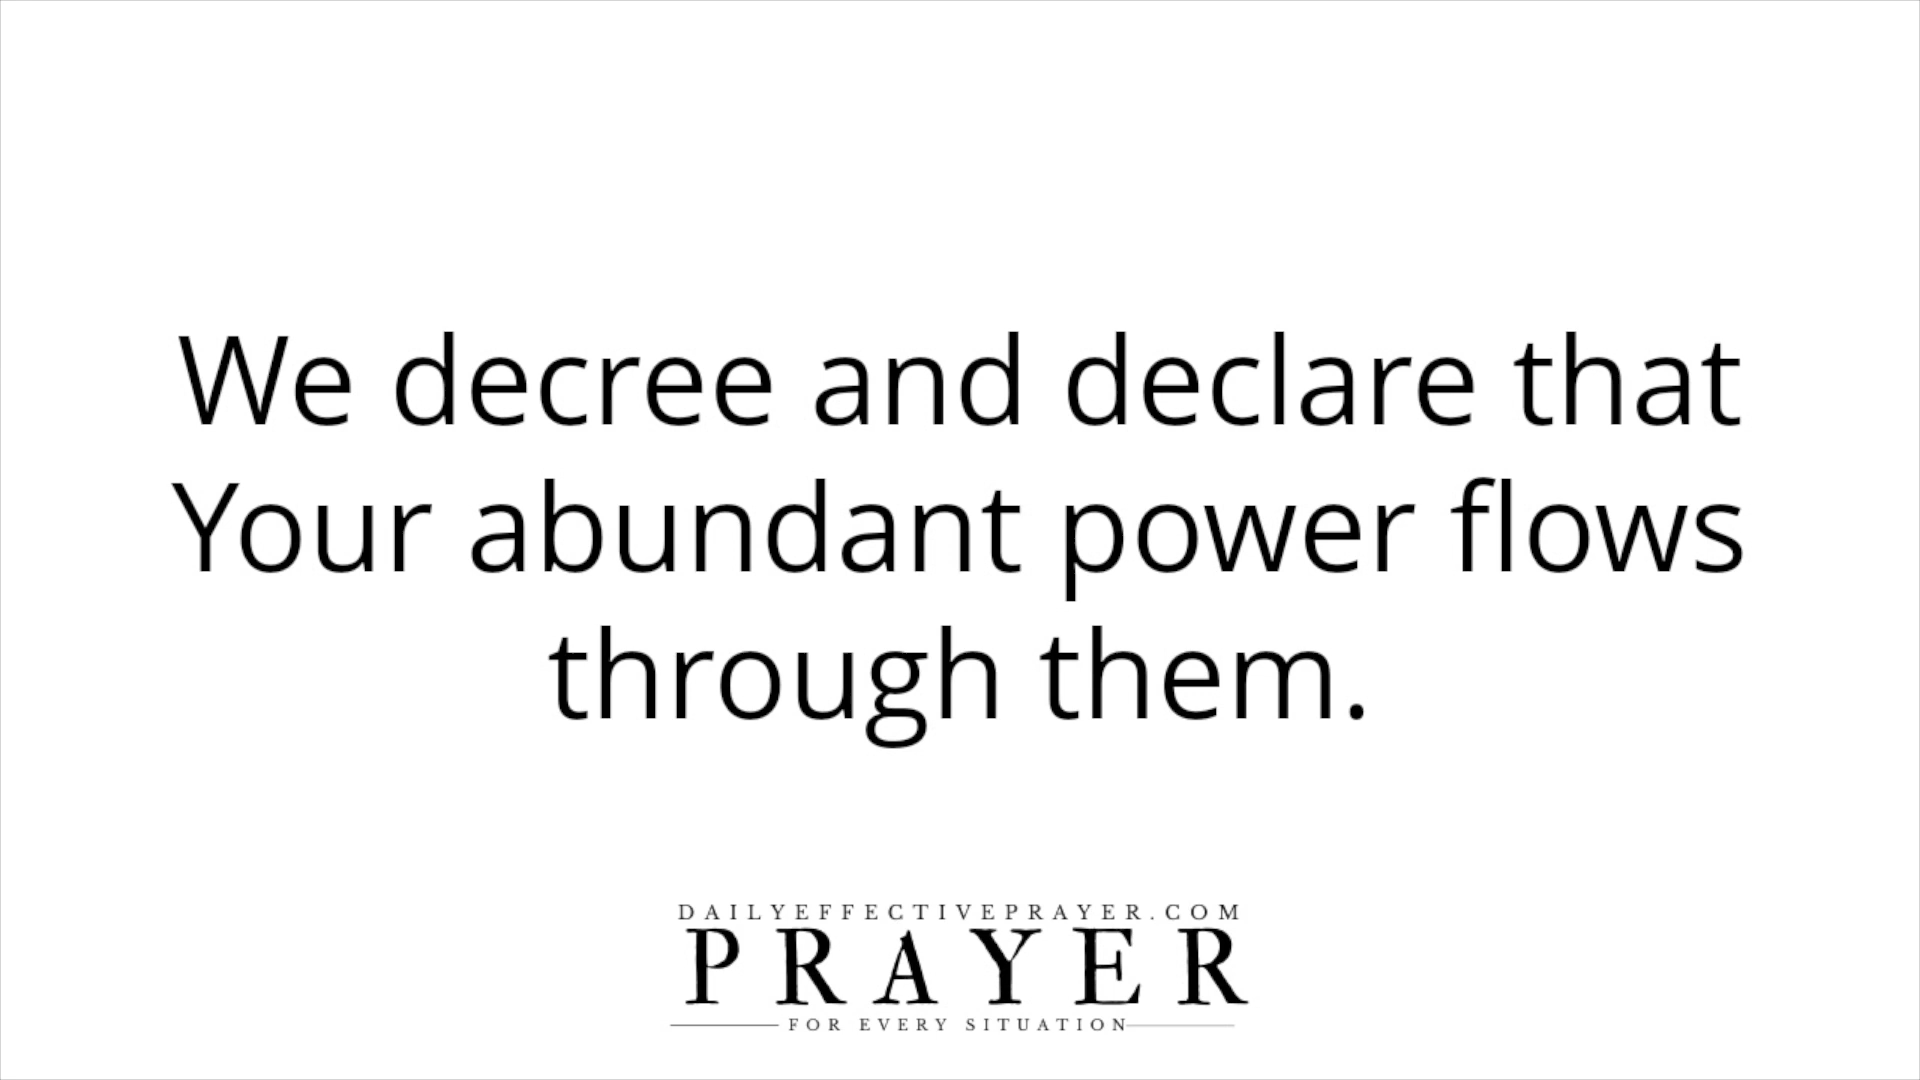 We decree and declare that
Your abundant power flows
through them.
DAILYEFFECTIVEPRAYER.COM
PRAYER
FOR EVERY SITUATION